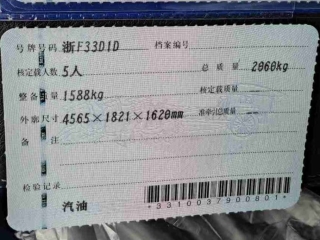 号牌号码 浙F33D1D 档案编号
核定载人数 5人 总质量 2060kg
整备质量 1588kg 核定载质量 --
外廓尺寸 4565×1821×1620mm 准牵引总质量 --
备注
检验记录
汽油
*3310037900801*